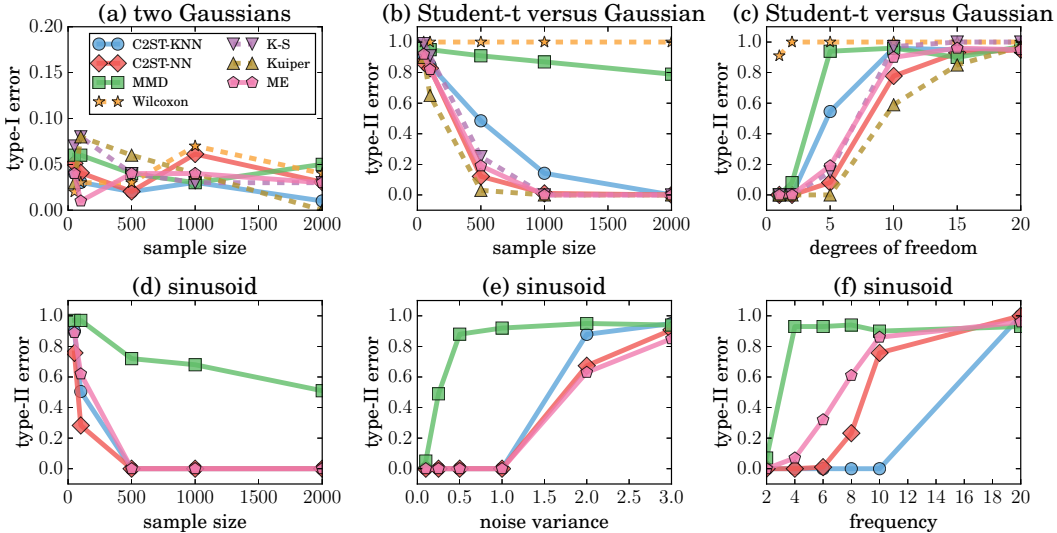 (a) two Gaussians
(b) Student-t versus Gaussian
(c) Student-t versus Gaussian
type-I error
0.20
0.15
0.10
0.05
0.00
C2ST-KNN
C2ST-NN
MMD
Wilcoxon
K-S
Kuiper
ME
0 500 1000 1500 2000
sample size
type-II error
1.0
0.8
0.6
0.4
0.2
0.0
0 500 1000 1500 2000
sample size
type-II error
1.0
0.8
0.6
0.4
0.2
0.0
0 5 10 15 20
degrees of freedom
(d) sinusoid
(e) sinusoid
(f) sinusoid
type-II error
1.0
0.8
0.6
0.4
0.2
0.0
0 500 1000 1500 2000
sample size
type-II error
1.0
0.8
0.6
0.4
0.2
0.0
0.0 0.5 1.0 1.5 2.0 2.5 3.0
noise variance
type-II error
1.0
0.8
0.6
0.4
0.2
0.0
2 4 6 8 10 12 14 16 18 20
frequency